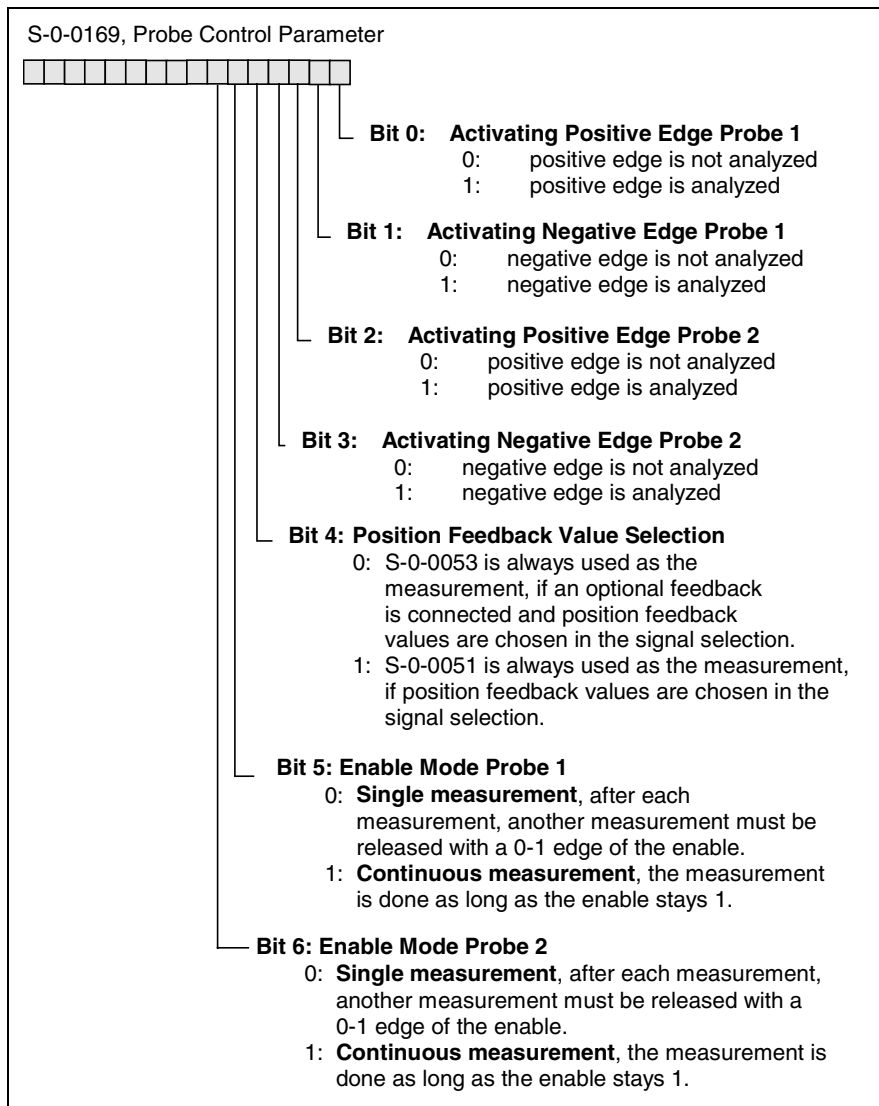 S-0-0169, Probe Control Parameter
Bit 0: Activating Positive Edge Probe 1
0: positive edge is not analyzed
1: positive edge is analyzed
Bit 1: Activating Negative Edge Probe 1
0: negative edge is not analyzed
1: negative edge is analyzed
Bit 2: Activating Positive Edge Probe 2
0: positive edge is not analyzed
1: positive edge is analyzed
Bit 3: Activating Negative Edge Probe 2
0: negative edge is not analyzed
1: negative edge is analyzed
Bit 4: Position Feedback Value Selection
0: S-0-0053 is always used as the
measurement, if an optional feedback
is connected and position feedback
values are chosen in the signal selection.
1: S-0-0051 is always used as the measurement,
if position feedback values are chosen in the
signal selection.
Bit 5: Enable Mode Probe 1
0: Single measurement, after each
measurement, another measurement must be
released with a 0-1 edge of the enable.
1: Continuous measurement, the measurement
is done as long as the enable stays 1.
Bit 6: Enable Mode Probe 2
0: Single measurement, after each measurement,
another measurement must be released with a
0-1 edge of the enable.
1: Continuous measurement, the measurement is
done as long as the enable stays 1.